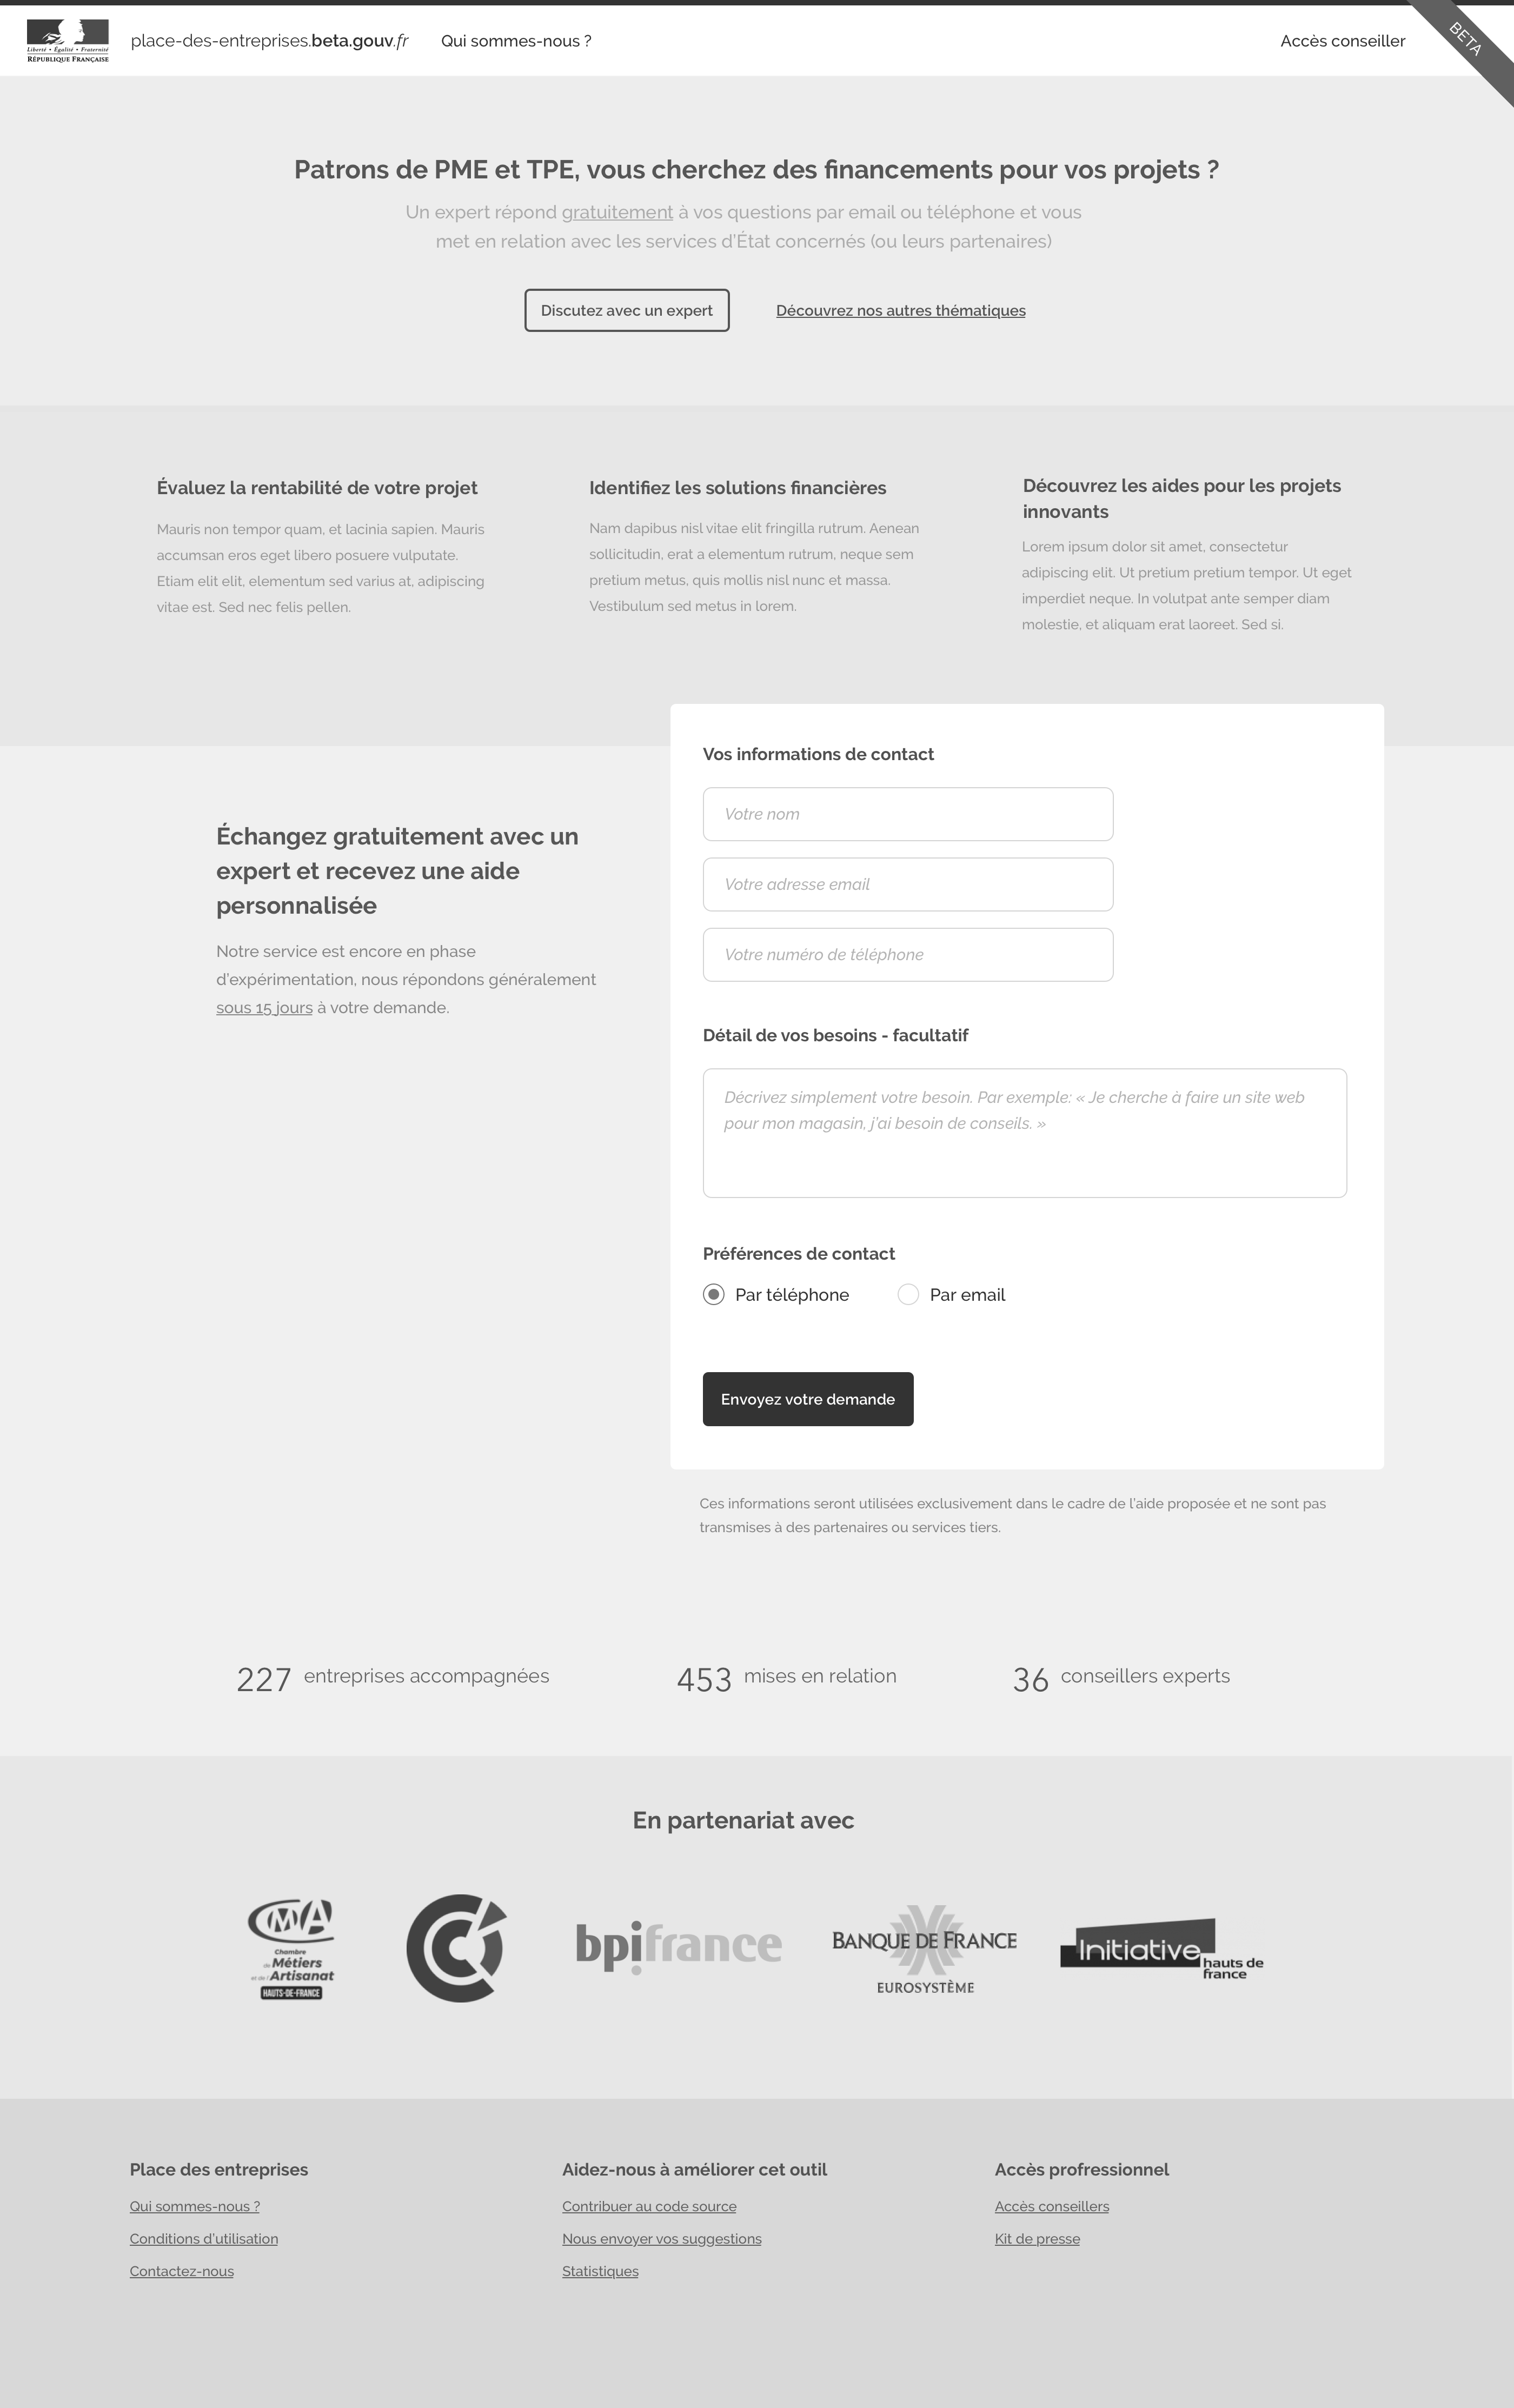 Liberté • Égalité • Fraternité
RÉPUBLIQUE FRANÇAISE
place-des-entreprises.beta.gouv.fr
Qui sommes-nous ?
Accès conseiller
BETA
Patrons de PME et TPE, vous cherchez des financements pour vos projets ?
Un expert répond gratuitement à vos questions par email ou téléphone et vous
met en relation avec les services d'État concernés (ou leurs partenaires)
Discutez avec un expert
Découvrez nos autres thématiques
Évaluez la rentabilité de votre projet
Mauris non tempor quam, et lacinia sapien. Mauris
accumsan eros eget libero posuere vulputate.
Etiam elit elit, elementum sed varius at, adipiscing
vitae est. Sed nec felis pellen.
Identifiez les solutions financières
Nam dapibus nisl vitae elit fringilla rutrum. Aenean
sollicitudin, erat a elementum rutrum, neque sem
pretium metus, quis mollis nisl nunc et massa.
Vestibulum sed metus in lorem.
Découvrez les aides pour les projets
innovants
Lorem ipsum dolor sit amet, consectetur
adipiscing elit. Ut pretium pretium tempor. Ut eget
imperdiet neque. In volutpat ante semper diam
molestie, et aliquam erat laoreet. Sed si.
Échangez gratuitement avec un
expert et recevez une aide
personnalisée
Notre service est encore en phase
d'expérimentation, nous répondons généralement
sous 15 jours à votre demande.
Vos informations de contact
Votre nom
Votre adresse email
Votre numéro de téléphone
Détail de vos besoins - facultatif
Décrivez simplement votre besoin. Par exemple: « Je cherche à faire un site web
pour mon magasin, j'ai besoin de conseils. »
Préférences de contact
Par téléphone
Par email
Envoyez votre demande
Ces informations seront utilisées exclusivement dans le cadre de l'aide proposée et ne sont pas
transmises à des partenaires ou services tiers.
227 entreprises accompagnées
453 mises en relation
36 conseillers experts
En partenariat avec
CMA
Chambre
de Métiers
et de l'Artisanat
HAUTS-DE-FRANCE
CCI
bpifrance
BANQUE DE FRANCE
EUROSYSTÈME
Initiative
hauts de
france
Place des entreprises
Qui sommes-nous ?
Conditions d'utilisation
Contactez-nous
Aidez-nous à améliorer cet outil
Contribuer au code source
Nous envoyer vos suggestions
Statistiques
Accès profressionnel
Accès conseillers
Kit de presse